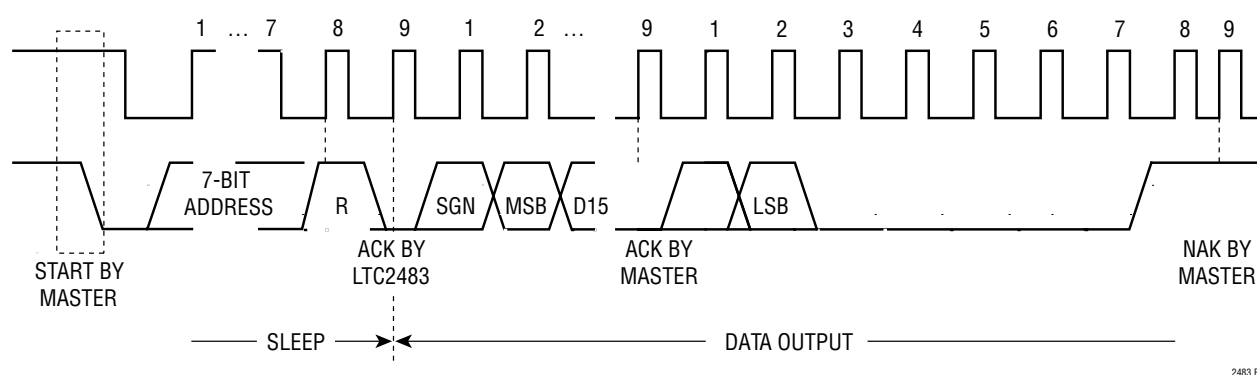 1 … 7 8 9 1 2 … 9 1 2 3 4 5 6 7 8 9
7-BIT
ADDRESS
R
SGN
MSB
D15
LSB
START BY
MASTER
ACK BY
LTC2483
ACK BY
MASTER
NAK BY
MASTER
SLEEP
DATA OUTPUT
2483